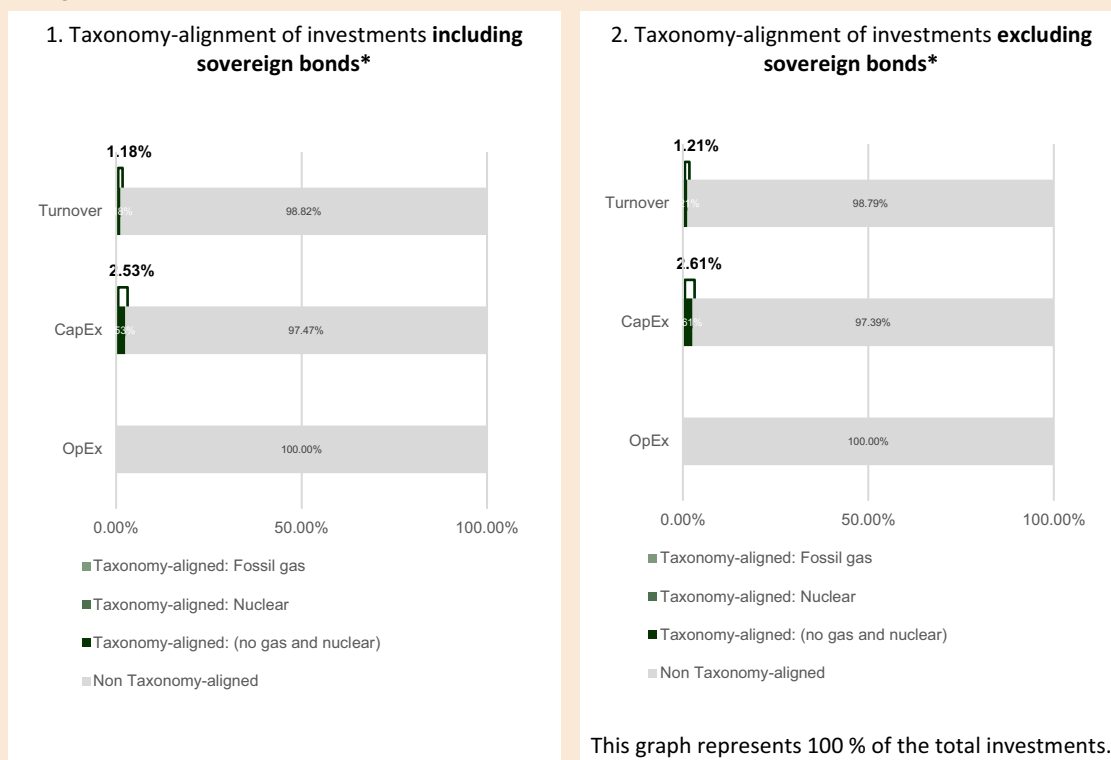 1. Taxonomy-alignment of investments including
sovereign bonds*
1.18%
Turnover
98.82%
2.53%
CapEx
97.47%
OpEx
100.00%
0.00% 50.00% 100.00%
Taxonomy-aligned: Fossil gas
Taxonomy-aligned: Nuclear
Taxonomy-aligned: (no gas and nuclear)
Non Taxonomy-aligned
2. Taxonomy-alignment of investments excluding
sovereign bonds*
1.21%
Turnover
98.79%
2.61%
CapEx
97.39%
OpEx
100.00%
0.00% 50.00% 100.00%
Taxonomy-aligned: Fossil gas
Taxonomy-aligned: Nuclear
Taxonomy-aligned: (no gas and nuclear)
Non Taxonomy-aligned
This graph represents 100 % of the total investments.